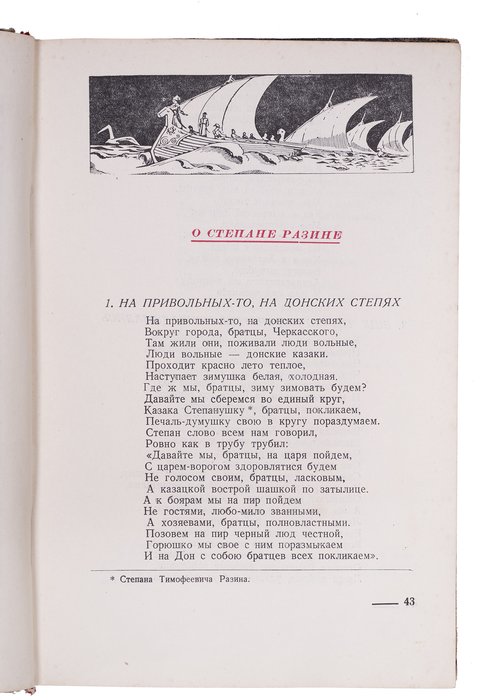 О СТЕПАНЕ РАЗИНЕ
1. НА ПРИВОЛЬНЫХ-ТО, НА ДОНСКИХ СТЕПЯХ
На привольных-то, на донских степях,
Вокруг города, братцы, Черкасского,
Там жили они, поживали люди вольные,
Люди вольные — донские казаки.
Проходит красно лето теплое,
Наступает зимушка белая, холодная.
Где ж мы, братцы, зиму зимовать будем?
Давайте мы сберемся во единый круг,
Казака Степанушку*, братцы, покликаем,
Печаль-думушку свою в кругу пораздумаем.
Степан слово всем нам говорил,
Ровно как в трубу трубил:
«Давайте мы, братцы, на царя пойдем,
С царем-ворогом здоровлятися будем
Не голосом своим, братцы, ласковым,
А казацкой вострой шашкой по затылице.
А к боярам мы на пир пойдем
Не гостями, любо-мило званными,
А хозяевами, братцы, полновластными.
Позовем на пир черный люд честной,
Горюшко мы свое с ним поразмыкаем
И на Дон с собою братцев всех покликаем».
* Степана Тимофеевича Разина.
— 43